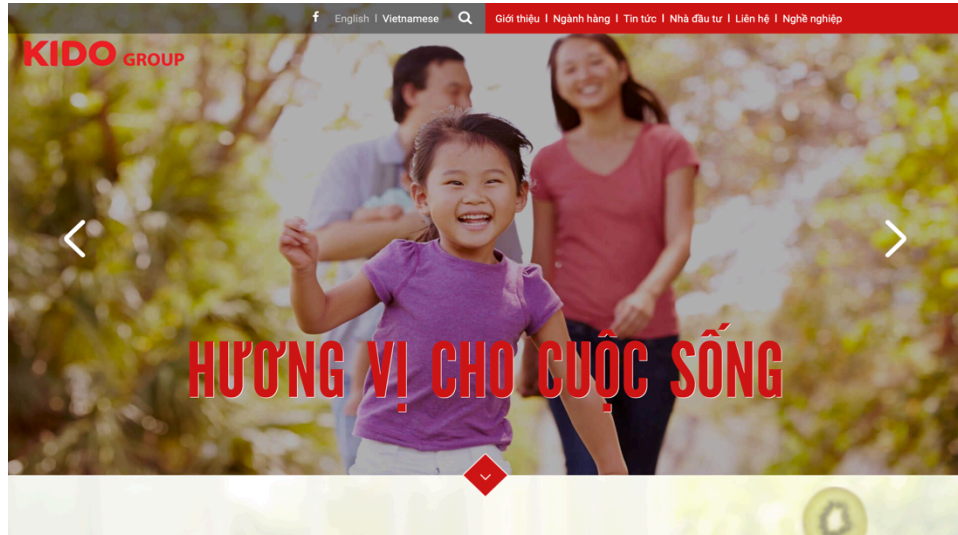 f English | Vietnamese Giới thiệu | Ngành hàng | Tin tức | Nhà đầu tư | Liên hệ | Nghề nghiệp
KIDO GROUP
HƯƠNG VỊ CHO CUỘC SỐNG